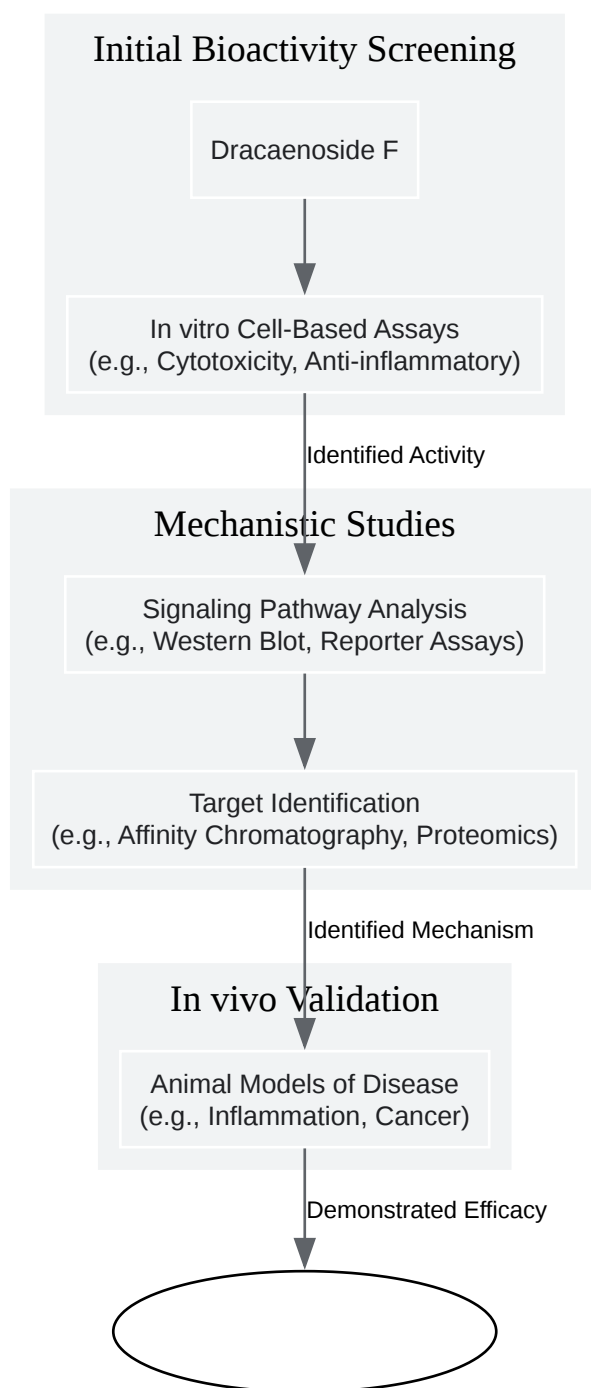 Initial Bioactivity Screening
Dracaenoside F
In vitro Cell-Based Assays
(e.g., Cytotoxicity, Anti-inflammatory)
Identified Activity
Mechanistic Studies
Signaling Pathway Analysis
(e.g., Western Blot, Reporter Assays)
Target Identification
(e.g., Affinity Chromatography, Proteomics)
Identified Mechanism
In vivo Validation
Animal Models of Disease
(e.g., Inflammation, Cancer)
Demonstrated Efficacy